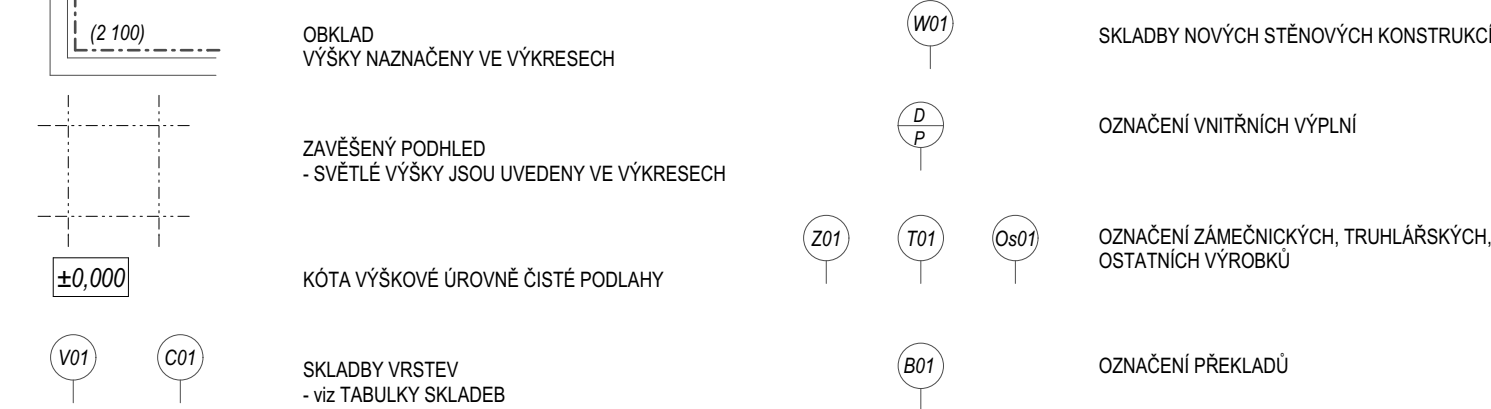 (2 100)
OBKLAD
VÝŠKY NAZNAČENY VE VÝKRESECH
ZAVĚŠENÝ PODHLED
- SVĚTLÉ VÝŠKY JSOU UVEDENY VE VÝKRESECH
±0,000
KÓTA VÝŠKOVÉ ÚROVNĚ ČISTÉ PODLAHY
V01
C01
SKLADBY VRSTEV
- viz TABULKY SKLADEB
W01
SKLADBY NOVÝCH STĚNOVÝCH KONSTRUKCÍ
D
P
OZNAČENÍ VNITŘNÍCH VÝPLNÍ
Z01
T01
Os01
OZNAČENÍ ZÁMEČNICKÝCH, TRUHLÁŘSKÝCH,
OSTATNÍCH VÝROBKŮ
B01
OZNAČENÍ PŘEKLADŮ